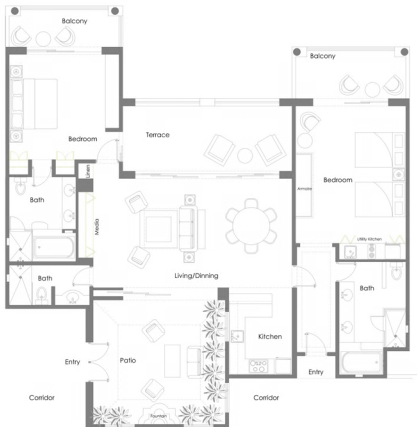 Balcony
Balcony
Terrace
Bedroom
Linen
Bedroom
Armoire
Bath
Media
Utility Kitchen
Living/Dinning
Bath
Bath
Kitchen
Entry
Patio
Entry
Corridor
Corridor
Fountain